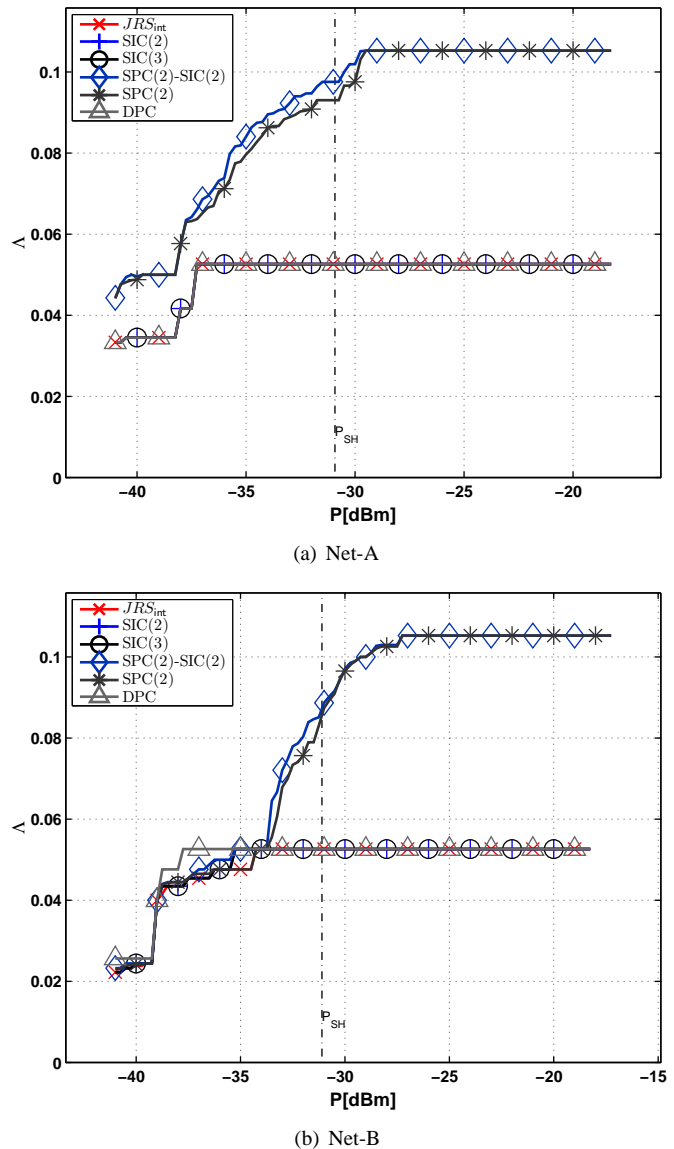 JRS_int
SIC(2)
SIC(3)
SPC(2)-SIC(2)
SPC(2)
DPC
0.1
0.08
0.06
0.04
0.02
0
Λ
P_SH
−40 −35 −30 −25 −20
P[dBm]
(a) Net-A
JRS_int
SIC(2)
SIC(3)
SPC(2)-SIC(2)
SPC(2)
DPC
0.1
0.08
0.06
0.04
0.02
0
Λ
P_SH
−40 −35 −30 −25 −20 −15
P[dBm]
(b) Net-B